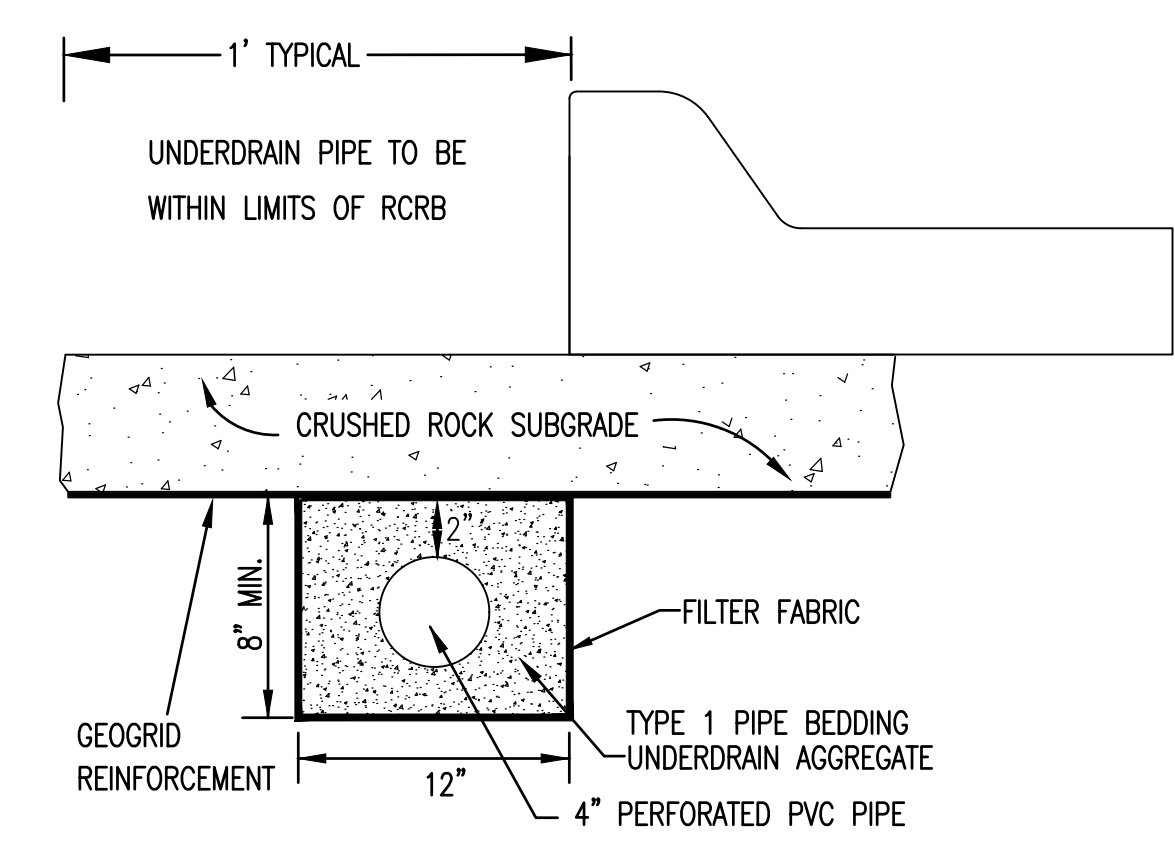 1' TYPICAL
UNDERDRAIN PIPE TO BE
WITHIN LIMITS OF RCRB
CRUSHED ROCK SUBGRADE
2"
8" MIN.
FILTER FABRIC
GEOGRID
REINFORCEMENT
TYPE 1 PIPE BEDDING
UNDERDRAIN AGGREGATE
12"
4" PERFORATED PVC PIPE